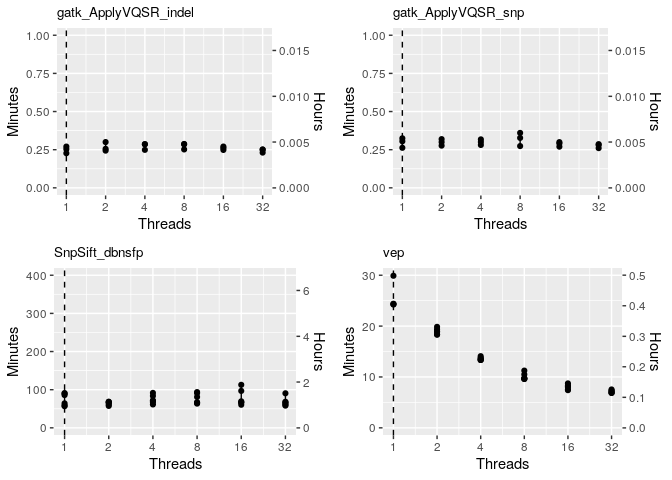 gatk_ApplyVQSR_indel
1.00
0.75
0.50
0.25
0.00
Minutes
0.015
0.010
0.005
0.000
Hours
1 2 4 8 16 32
Threads
gatk_ApplyVQSR_snp
1.00
0.75
0.50
0.25
0.00
Minutes
0.015
0.010
0.005
0.000
Hours
1 2 4 8 16 32
Threads
SnpSift_dbnsfp
400
300
200
100
0
Minutes
6
4
2
0
Hours
1 2 4 8 16 32
Threads
vep
30
20
10
0
Minutes
0.5
0.4
0.3
0.2
0.1
0.0
Hours
1 2 4 8 16 32
Threads